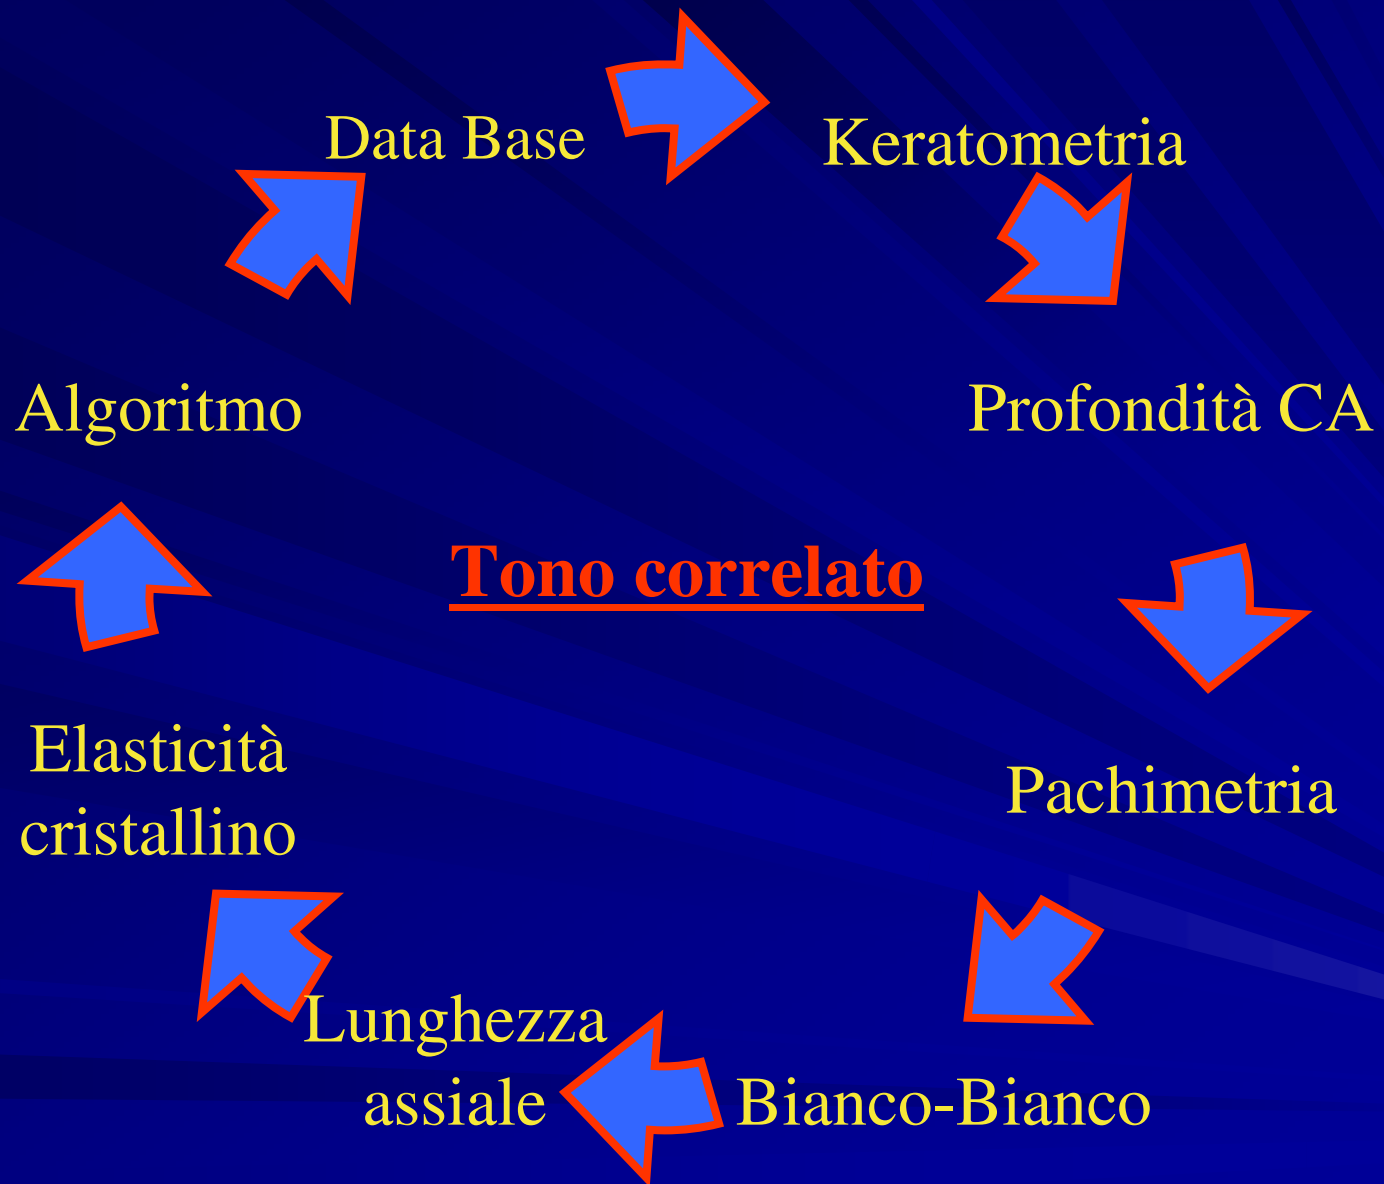 Data Base
Keratometria
Algoritmo
Profondità CA
Tono correlato
Elasticità
cristallino
Pachimetria
Lunghezza
assiale
Bianco-Bianco